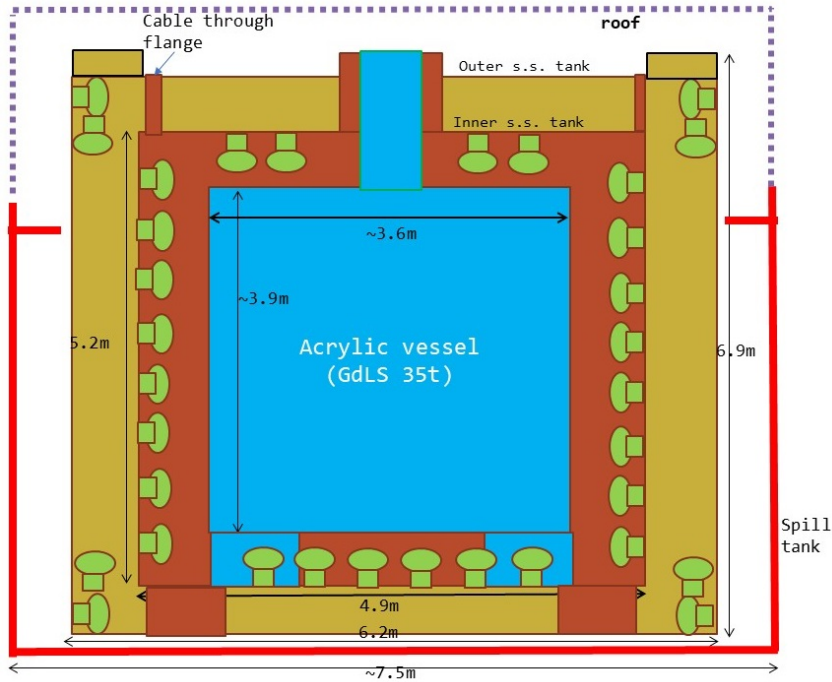 roof
Cable through
flange
Outer s.s. tank
Inner s.s. tank
~3.6m
~3.9m
5.2m
Acrylic vessel
(GdLS 35t)
6.9m
Spill
tank
4.9m
6.2m
~7.5m